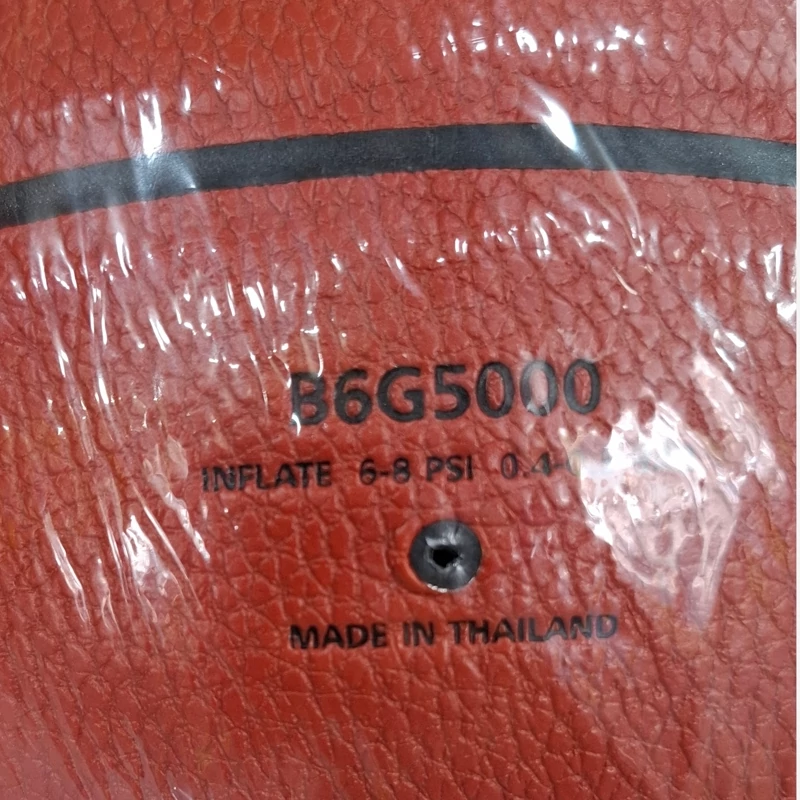 B6G5000
INFLATE 6-8 PSI 0.4-
MADE IN THAILAND